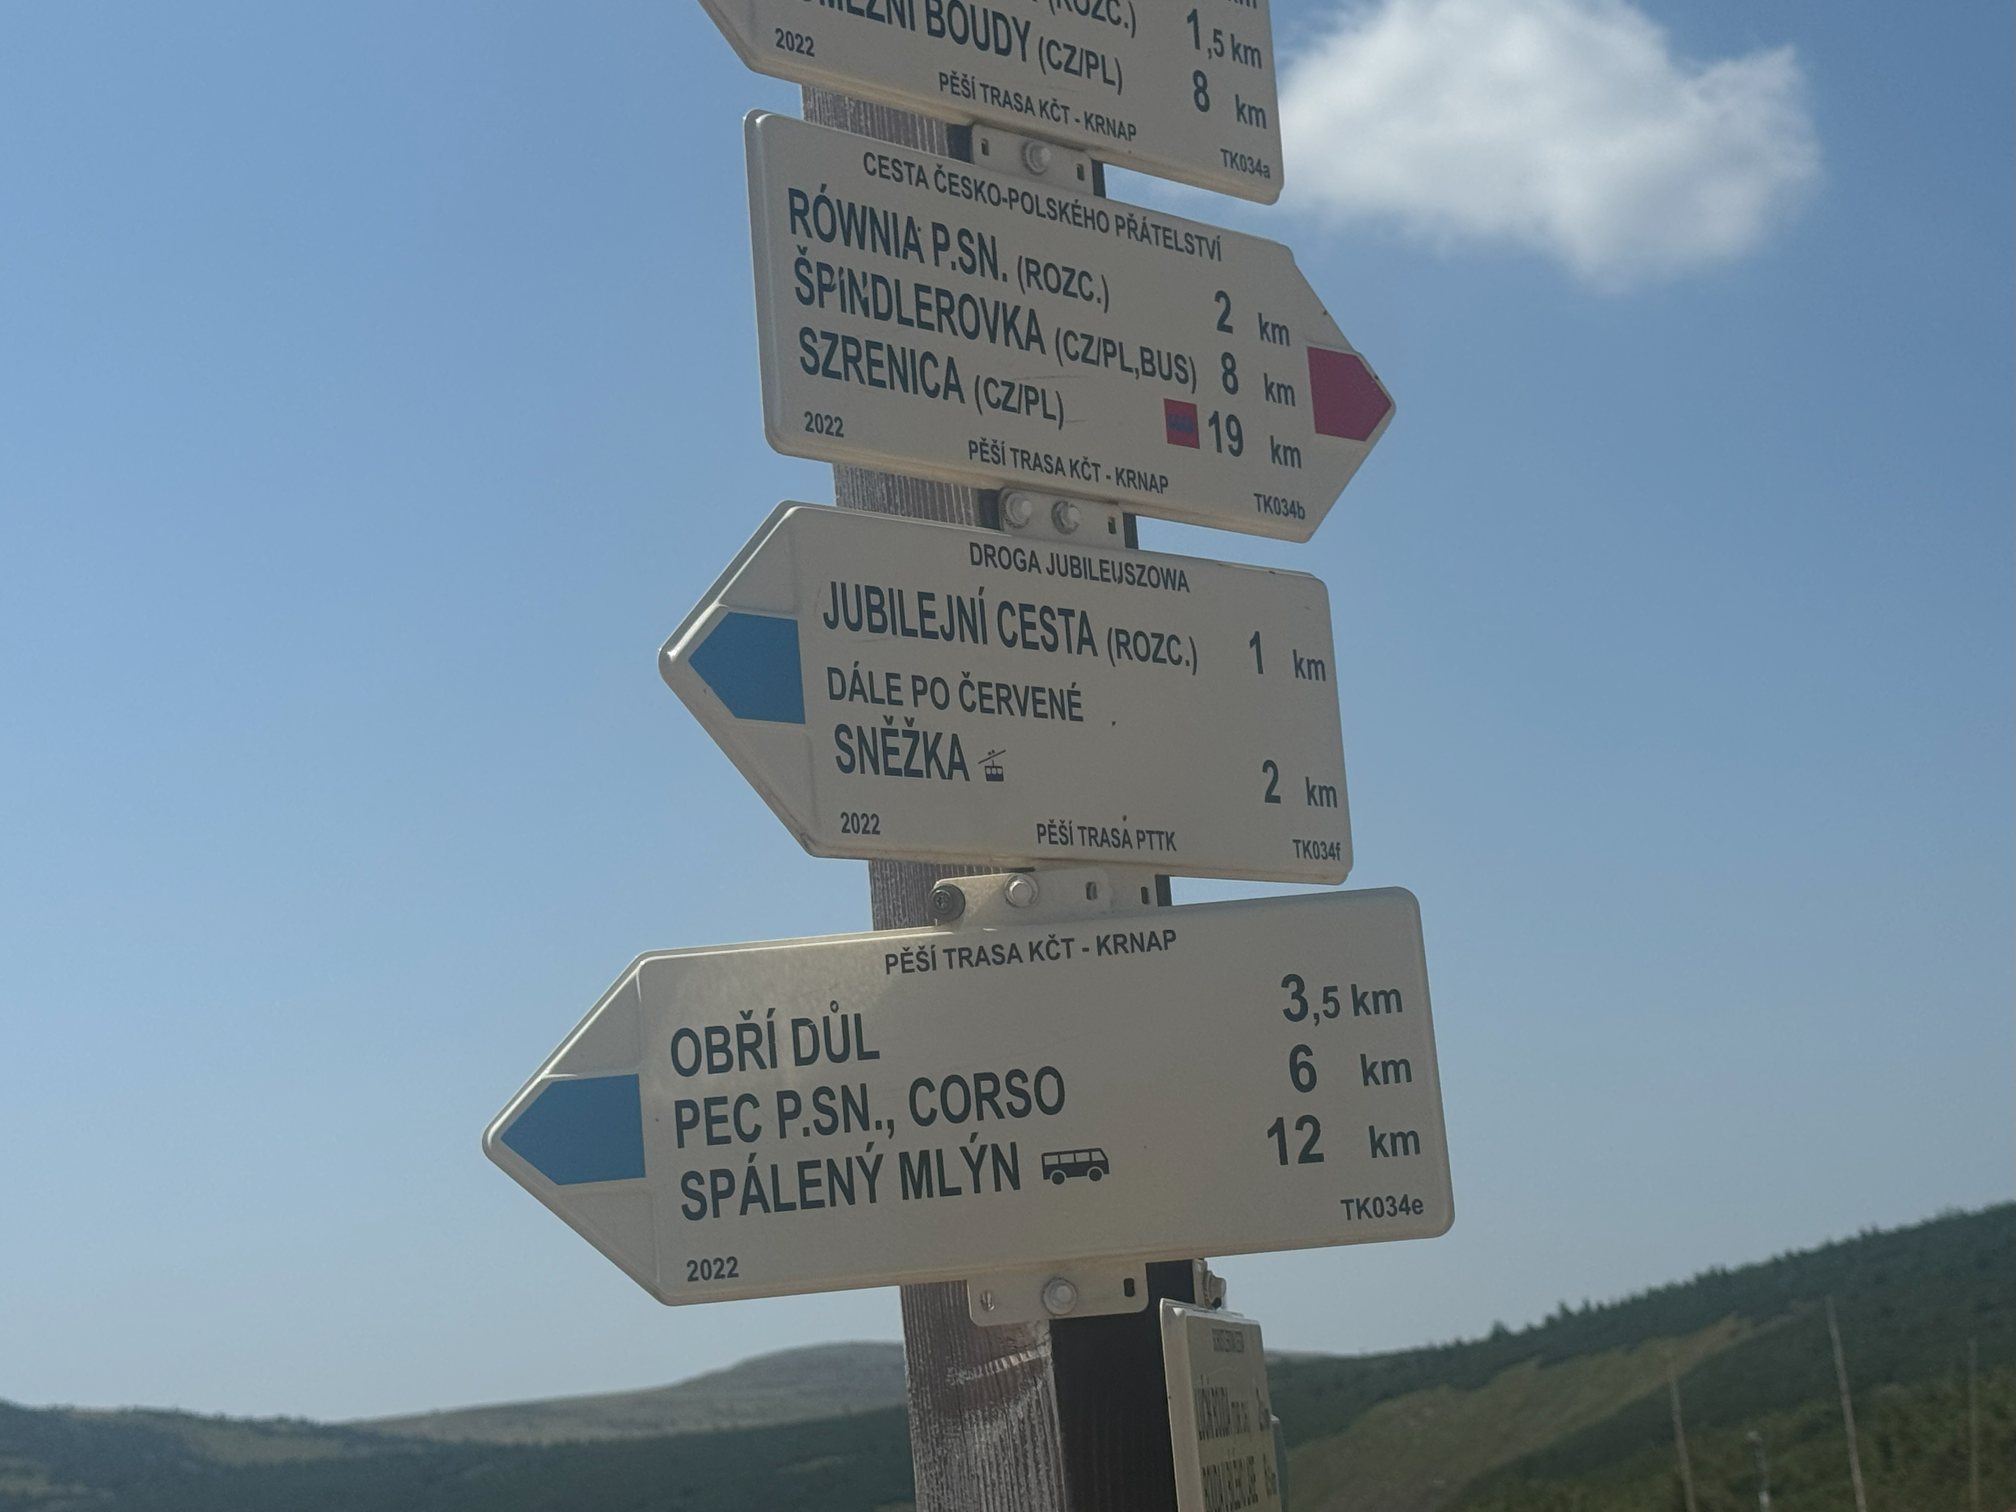 (ROZC.) 1,5 km
BOUDY (CZ/PL) 8 km
2022 PĚŠÍ TRASA KČT - KRNAP TK034a
CESTA ČESKO-POLSKÉHO PŘÁTELSTVÍ
RÓWNIA P.SN. (ROZC.) 2 km
ŠPINDLEROVKA (CZ/PL,BUS) 8 km
SZRENICA (CZ/PL) 19 km
2022 PĚŠÍ TRASA KČT - KRNAP TK034b
DROGA JUBILEUSZOWA
JUBILEJNÍ CESTA (ROZC.) 1 km
DÁLE PO ČERVENÉ
SNĚŽKA 2 km
2022 PĚŠÍ TRASA PTTK TK034f
PĚŠÍ TRASA KČT - KRNAP
OBŘÍ DŮL 3,5 km
PEC P.SN., CORSO 6 km
SPÁLENÝ MLÝN 12 km
2022 TK034e